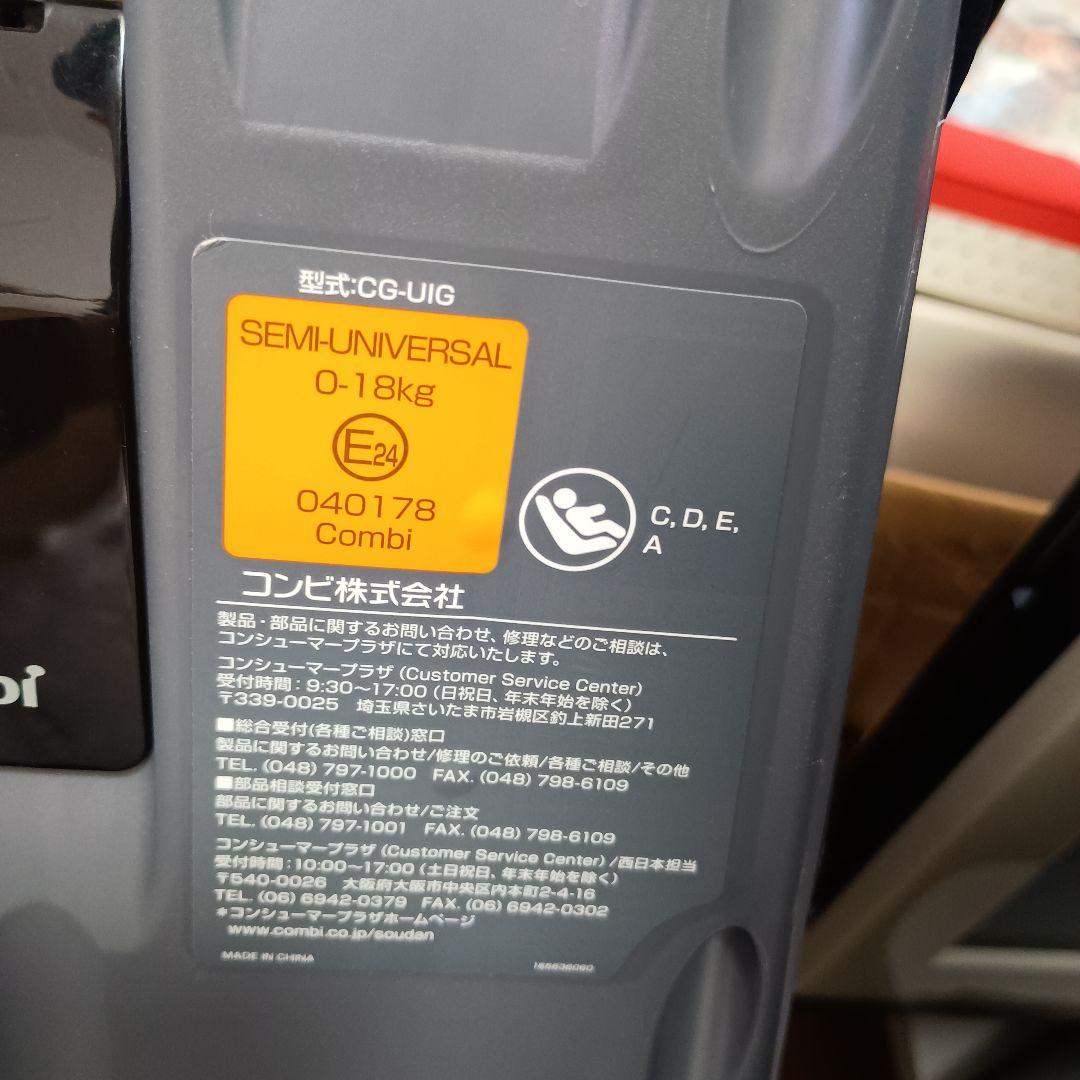 型式:CG-UIG
SEMI-UNIVERSAL
0-18kg
E24
040178
Combi
C, D, E,
A
コンビ株式会社
製品・部品に関するお問い合わせ、修理などのご相談は、
コンシューマープラザにて対応いたします。
コンシューマープラザ (Customer Service Center)
受付時間:9:30~17:00 (日祝日、年末年始を除く)
〒339-0025 埼玉県さいたま市岩槻区釣上新田271
■総合受付(各種ご相談)窓口
製品に関するお問い合わせ/修理のご依頼/各種ご相談/その他
TEL. (048) 797-1000 FAX. (048) 798-6109
■部品相談受付窓口
部品に関するお問い合わせ/ご注文
TEL. (048) 797-1001 FAX. (048) 798-6109
コンシューマープラザ (Customer Service Center) /西日本担当
受付時間:10:00~17:00 (土日祝日、年末年始を除く)
〒540-0026 大阪府大阪市中央区内本町2-4-16
TEL. (06) 6942-0379 FAX. (06) 6942-0302
*コンシューマープラザホームページ
www.combi.co.jp/soudan
MADE IN CHINA